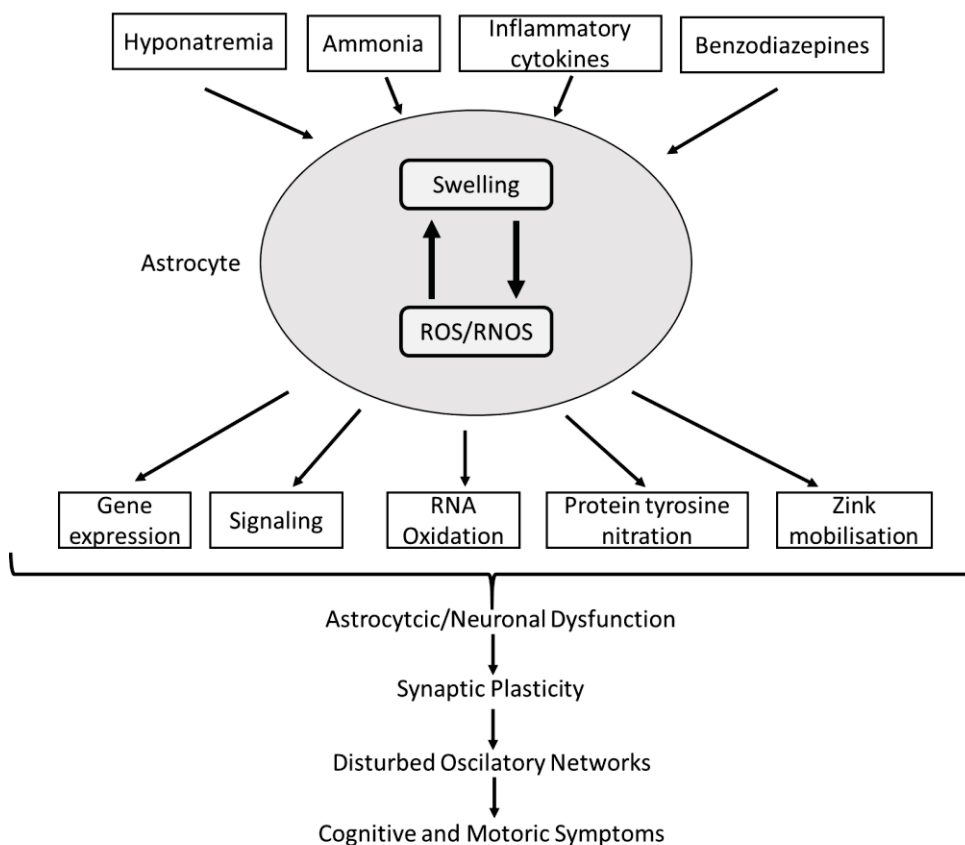 Hyponatremia
Ammonia
Inflammatory
cytokines
Benzodiazepines
Swelling
Astrocyte
ROS/RNOS
Gene
expression
Signaling
RNA
Oxidation
Protein tyrosine
nitration
Zink
mobilisation
Astrocytcic/Neuronal Dysfunction
Synaptic Plasticity
Disturbed Oscilatory Networks
Cognitive and Motoric Symptoms